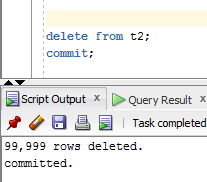 delete from t2;
commit;
Script Output x Query Result x
Task completed
99,999 rows deleted.
committed.